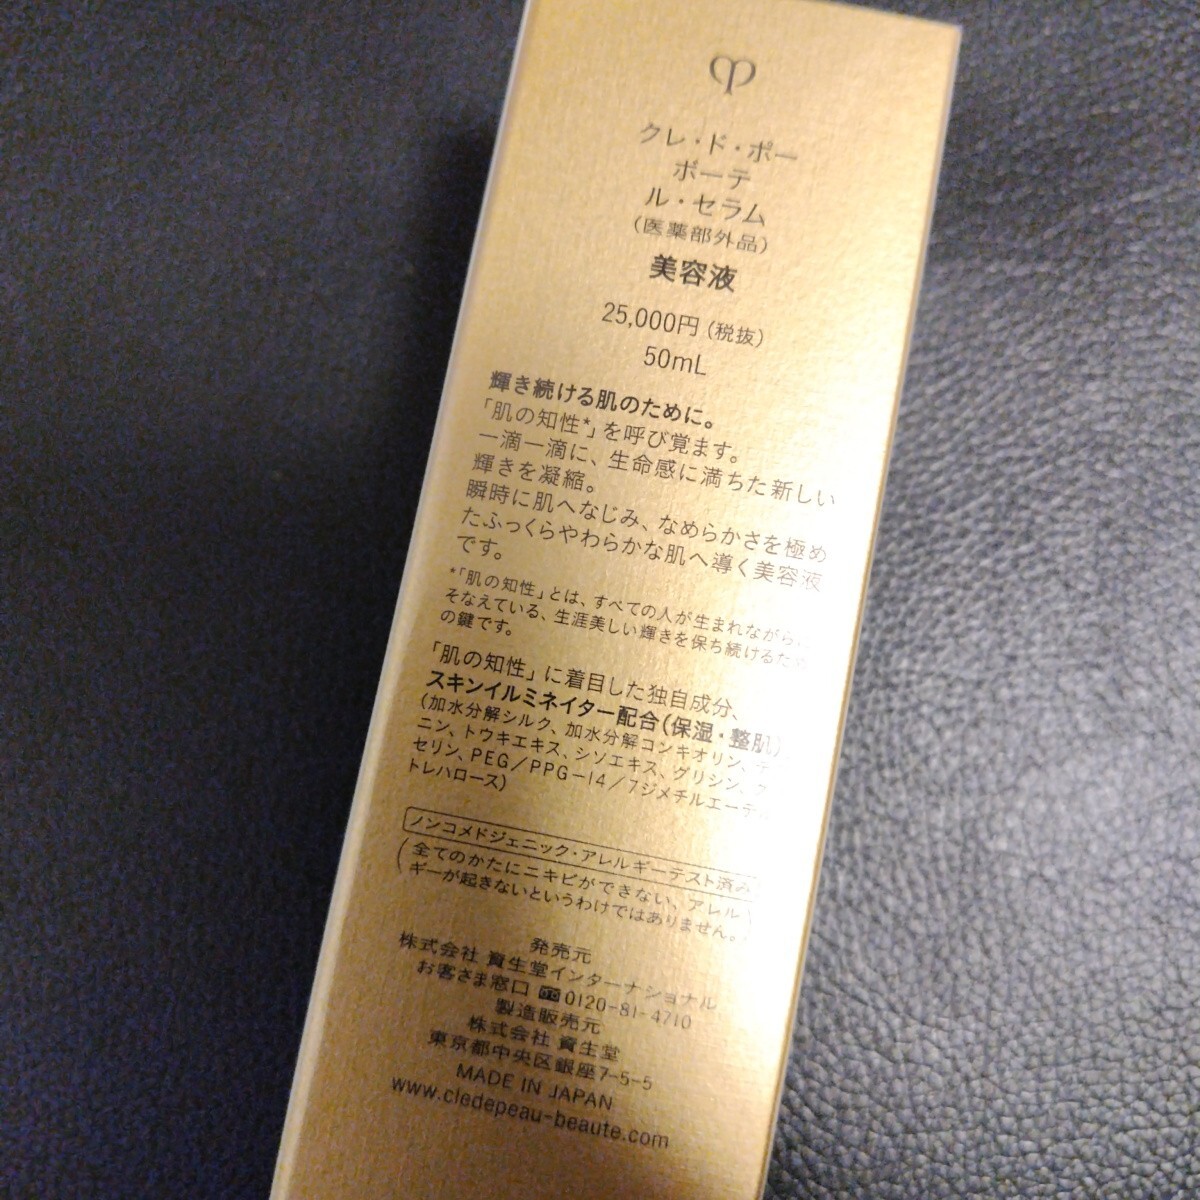 クレ・ド・ポー
ボーテ
ル・セラム
(医薬部外品)
美容液
25,000円(税抜)
50mL
輝き続ける肌のために。
「肌の知性*」を呼び覚ます。
一滴一滴に、生命感に満ちた新しい
輝きを凝縮。
瞬時に肌へなじみ、なめらかさを極め
たふっくらやわらかな肌へ導く美容液
です。
*「肌の知性」とは、すべての人が生まれながらに
そなえている、生涯美しい輝きを保ち続けるため
の鍵です。
「肌の知性」に着目した独自成分、
スキンイルミネイター配合(保湿・整肌)
(加水分解シルク、加水分解コンキオリン、テ
ニン、トウキエキス、シソエキス、グリシン、グ
セリン、PEG/PPG-14/7ジメチルエーテル
トレハロース)
ノンコメドジェニック・アレルギーテスト済み
(全てのかたにニキビができない、アレル
ギーが起きないというわけではありません。)
発売元
株式会社 資生堂インターナショナル
お客さま窓口 0120-81-4710
製造販売元
株式会社 資生堂
東京都中央区銀座7-5-5
MADE IN JAPAN
www.cledepeau-beaute.com